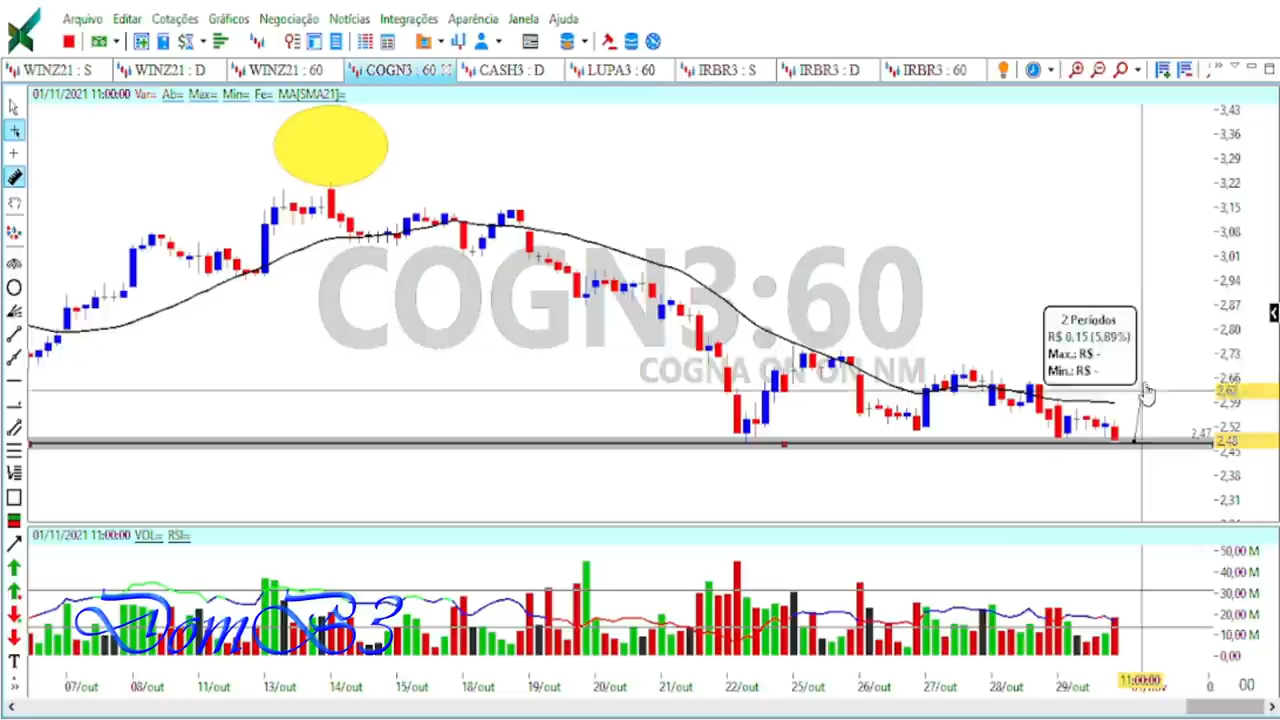 Arquivo Editar Cotações Gráficos Negociação Notícias Integrações Aparência Janela Ajuda
WINZ21 : S WINZ21 : D WINZ21 : 60 COGN3 : 60 CASH3 : D LUPA3 : 60 IRBR3 : S IRBR3 : D IRBR3 : 60
01/11/2021 11:00:00 Var= Ab= Max= Min= Fe= MA[SMA21]=
3,43
3,36
3,29
3,22
3,15
3,08
3,01
2,94
2,87
2,80
2,73
2,66
2,59
2,52
2,47
2,48
2,45
2,38
2,31
COGN3:60
COGNA ON ON NM
2 Períodos
R$ 0,15 (5,89%)
Max.: R$ -
Min.: R$ -
01/11/2021 11:00:00 VOL= RSI=
50,00 M
40,00 M
30,00 M
20,00 M
10,00 M
0,00
TomB3
07/out 08/out 11/out 13/out 14/out 15/out 18/out 19/out 20/out 21/out 22/out 25/out 26/out 27/out 28/out 29/out 11:00:00 0. 00